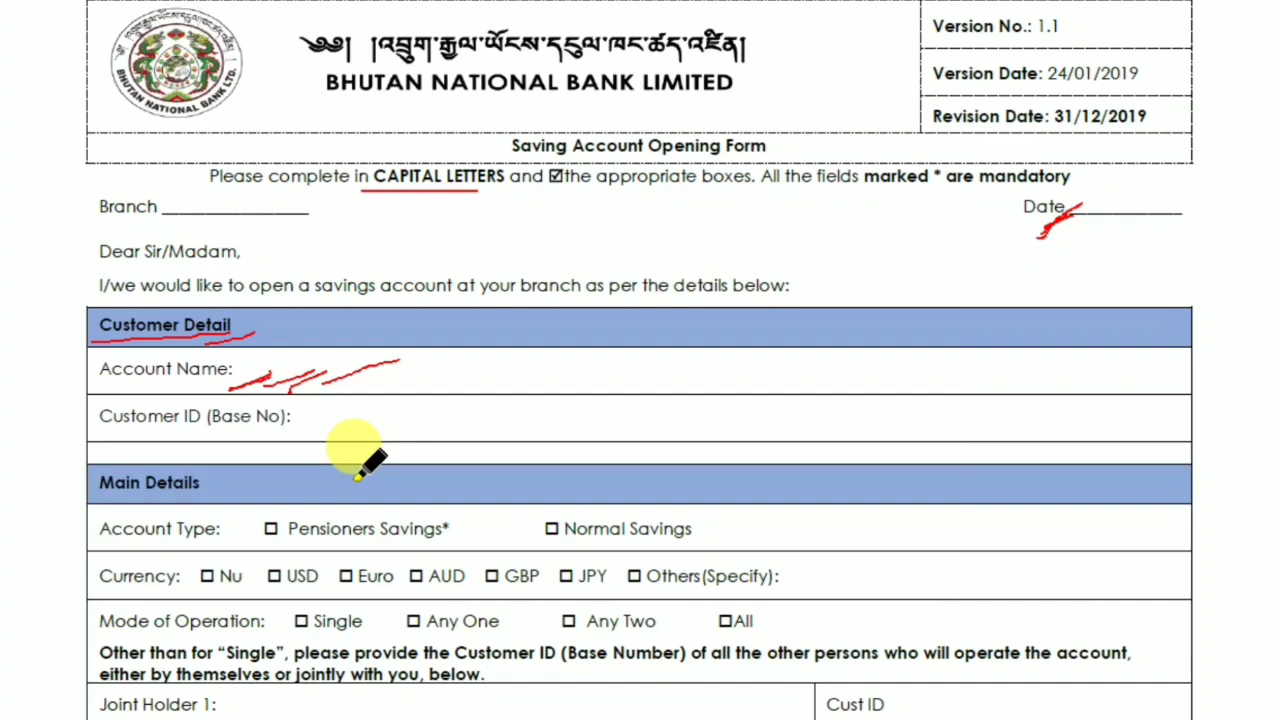 ༄༅། །འབྲུག་རྒྱལ་ཡོངས་དངུལ་ཁང་ཚད་འཛིན།
BHUTAN NATIONAL BANK LIMITED
BHUTAN NATIONAL BANK LTD.
Version No.: 1.1
Version Date: 24/01/2019
Revision Date: 31/12/2019
Saving Account Opening Form
Please complete in CAPITAL LETTERS and ☑the appropriate boxes. All the fields marked * are mandatory
Branch _______________ Date ____________
Dear Sir/Madam,
I/we would like to open a savings account at your branch as per the details below:
Customer Detail
Account Name:
Customer ID (Base No):
Main Details
Account Type: ☐ Pensioners Savings* ☐ Normal Savings
Currency: ☐ Nu ☐ USD ☐ Euro ☐ AUD ☐ GBP ☐ JPY ☐ Others(Specify):
Mode of Operation: ☐ Single ☐ Any One ☐ Any Two ☐All
Other than for “Single”, please provide the Customer ID (Base Number) of all the other persons who will operate the account,
either by themselves or jointly with you, below.
Joint Holder 1: Cust ID